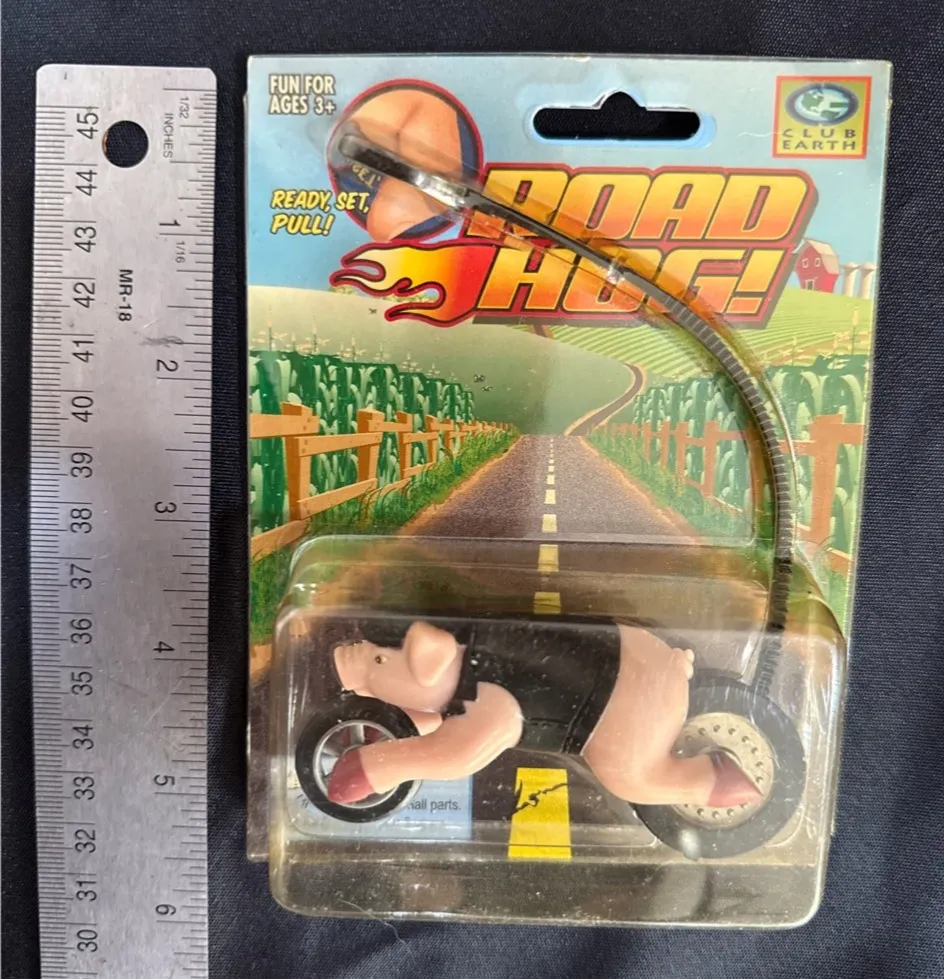 FUN FOR
AGES 3+
READY, SET,
PULL!
CLUB
EARTH
ROAD
HOG!
small parts.
INCHES
1/32
1/16
MR-18
1
2
3
4
5
6
45
44
43
42
41
40
39
38
37
36
35
34
33
32
31
30